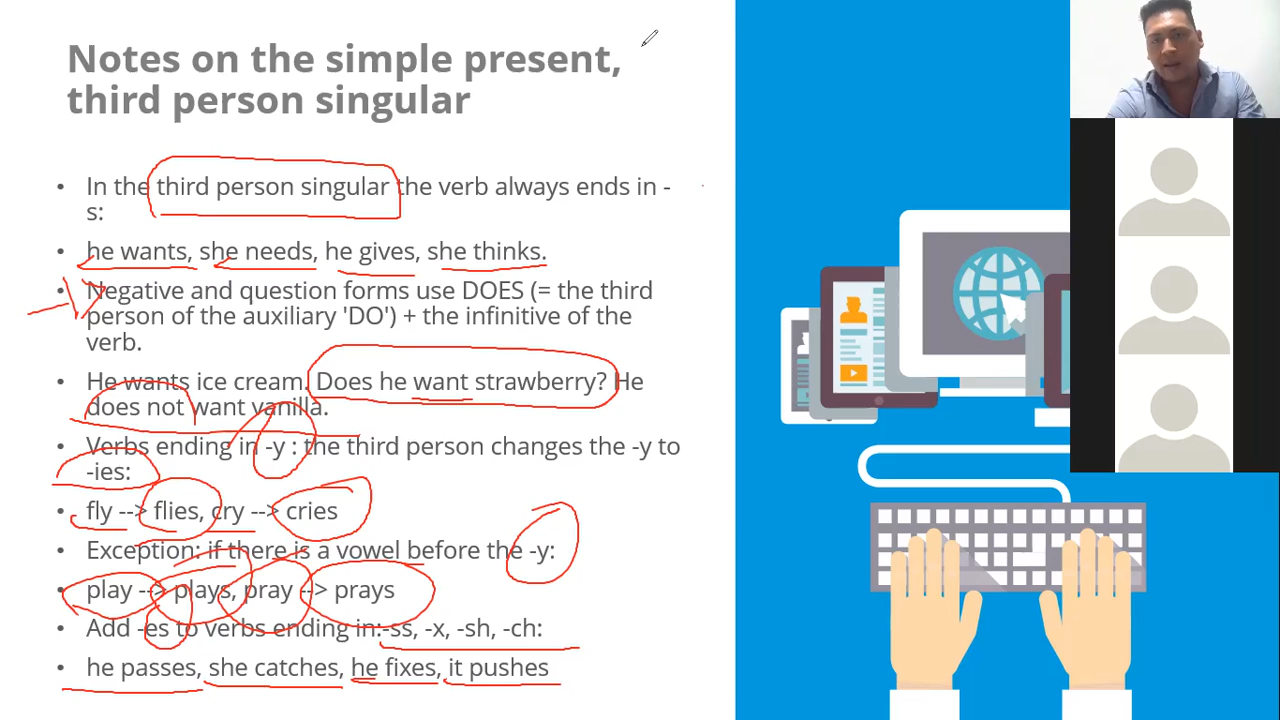 Notes on the simple present,
third person singular
• In the third person singular the verb always ends in -
s:
• he wants, she needs, he gives, she thinks.
• Negative and question forms use DOES (= the third
person of the auxiliary 'DO') + the infinitive of the
verb.
• He wants ice cream. Does he want strawberry? He
does not want vanilla.
• Verbs ending in -y : the third person changes the -y to
-ies:
• fly --> flies, cry --> cries
• Exception: if there is a vowel before the -y:
• play --> plays, pray --> prays
• Add -es to verbs ending in:-ss, -x, -sh, -ch:
• he passes, she catches, he fixes, it pushes